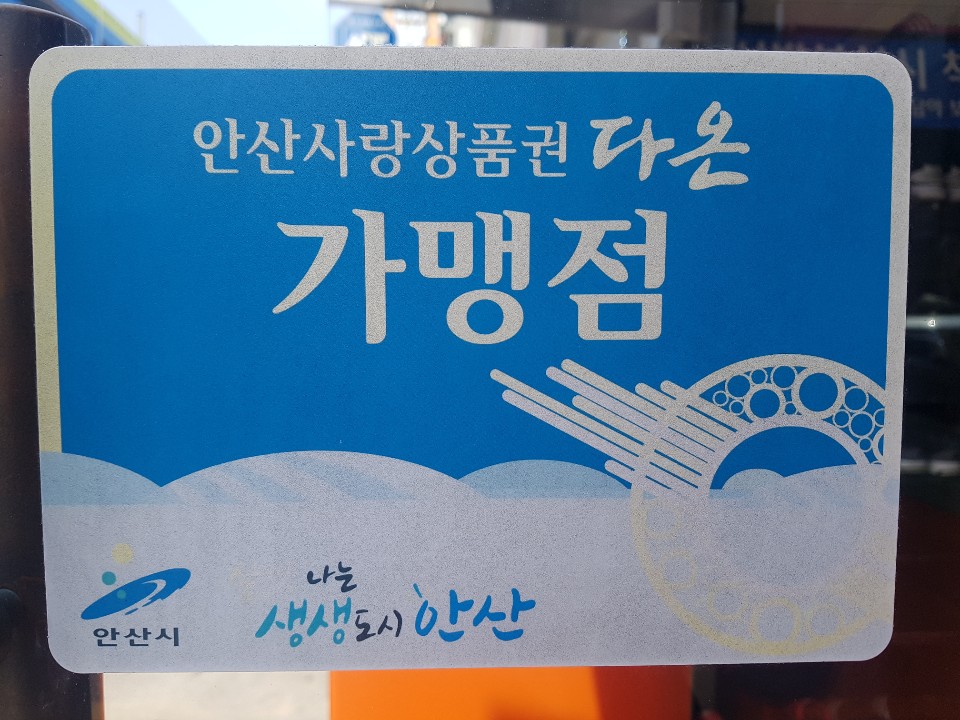 안산사랑상품권 다온
가맹점
안산시
나는
생생도시 안산